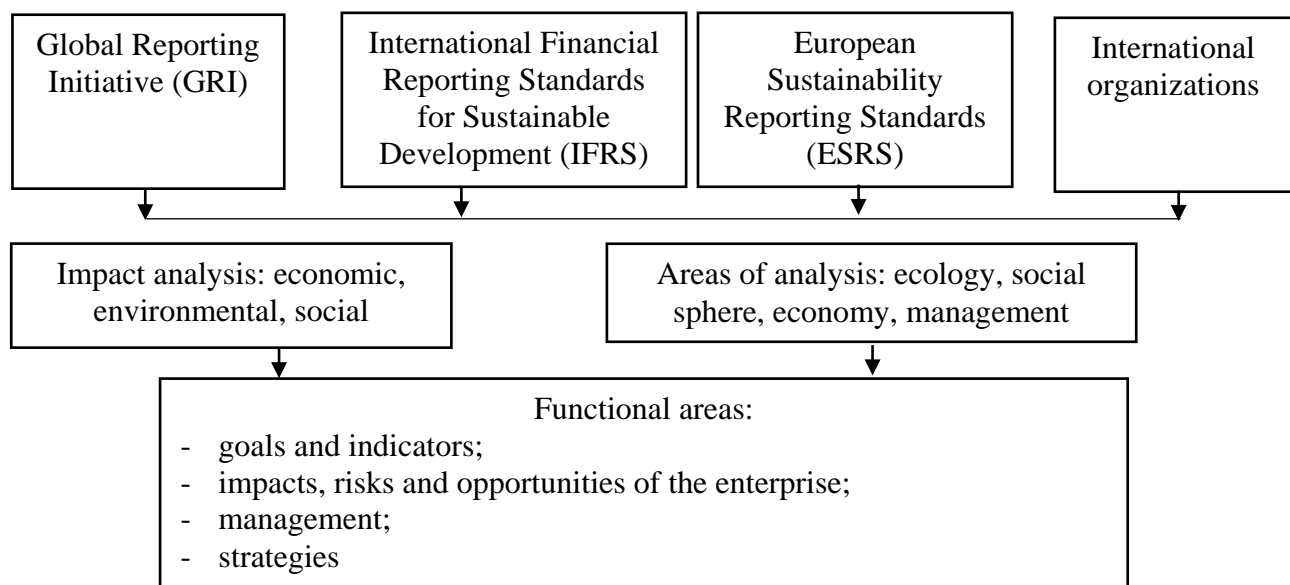 Global Reporting
Initiative (GRI)
International Financial
Reporting Standards
for Sustainable
Development (IFRS)
European
Sustainability
Reporting Standards
(ESRS)
International
organizations
Impact analysis: economic,
environmental, social
Areas of analysis: ecology, social
sphere, economy, management
Functional areas:
- goals and indicators;
- impacts, risks and opportunities of the enterprise;
- management;
- strategies